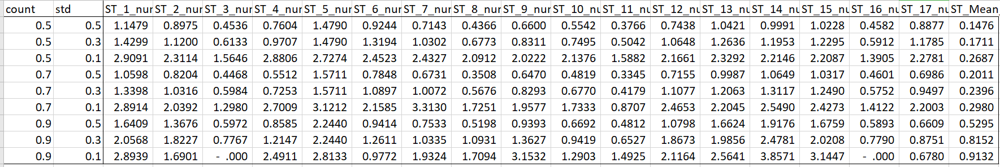 count std ST_1_nur ST_2_nur ST_3_nur ST_4_nur ST_5_nur ST_6_nur ST_7_nur ST_8_nur ST_9_nur ST_10_nu ST_11_nu ST_12_nu ST_13_nu ST_14_nu ST_15_nu ST_16_nu ST_17_nu ST_Mean_
0.5 0.5 1.1479 0.8975 0.4536 0.7604 1.4790 0.9244 0.7143 0.4366 0.6600 0.5542 0.3766 0.7438 1.0421 0.9991 1.0228 0.4582 0.8877 0.1476
0.5 0.3 1.4299 1.1200 0.6133 0.9707 1.4790 1.3194 1.0302 0.6773 0.8311 0.7495 0.5042 1.0648 1.2636 1.1953 1.2295 0.5912 1.1785 0.1711
0.5 0.1 2.9091 2.3114 1.5646 2.8806 2.7274 2.4523 2.4327 2.0912 2.0222 2.1376 1.5882 2.1661 2.3292 2.2146 2.2087 1.3905 2.2781 0.2687
0.7 0.5 1.0598 0.8204 0.4468 0.5512 1.5711 0.7848 0.6731 0.3508 0.6470 0.4819 0.3345 0.7155 0.9987 1.0649 1.0317 0.4601 0.6986 0.2011
0.7 0.3 1.3398 1.0316 0.5984 0.7253 1.5711 1.0897 1.0072 0.5676 0.8293 0.6770 0.4179 1.1077 1.2063 1.3117 1.2490 0.5752 0.9497 0.2396
0.7 0.1 2.8914 2.0392 1.2980 2.7009 3.1212 2.1585 3.3130 1.7251 1.9577 1.7333 0.8707 2.4653 2.2045 2.5490 2.4273 1.4122 2.2003 0.2980
0.9 0.5 1.6409 1.3676 0.5972 0.8585 2.2440 0.9414 0.7533 0.5198 0.9393 0.6692 0.4812 1.0798 1.6624 1.9176 1.6759 0.5893 0.6609 0.5295
0.9 0.3 2.0568 1.8227 0.7767 1.2147 2.2440 1.2611 1.0335 1.0931 1.3627 0.9419 0.6527 1.8673 1.9856 2.4781 2.0208 0.7790 0.8751 0.8152
0.9 0.1 2.8939 1.6901 - .000 2.4911 2.8133 0.9772 1.9324 1.7094 3.1532 1.2903 1.4925 2.1164 2.5641 3.8571 3.1447 - .000 0.6780 0.9132